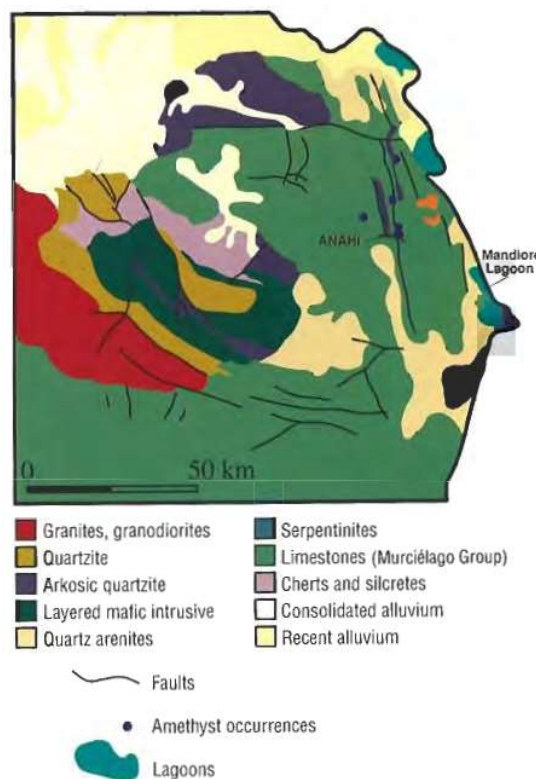 ANAHI
Mandiore
Lagoon
0 50 km
Granites, granodiorites
Quartzite
Arkosic quartzite
Layered mafic intrusive
Quartz arenites
Serpentinites
Limestones (Murciélago Group)
Cherts and silcretes
Consolidated alluvium
Recent alluvium
Faults
Amethyst occurrences
Lagoons